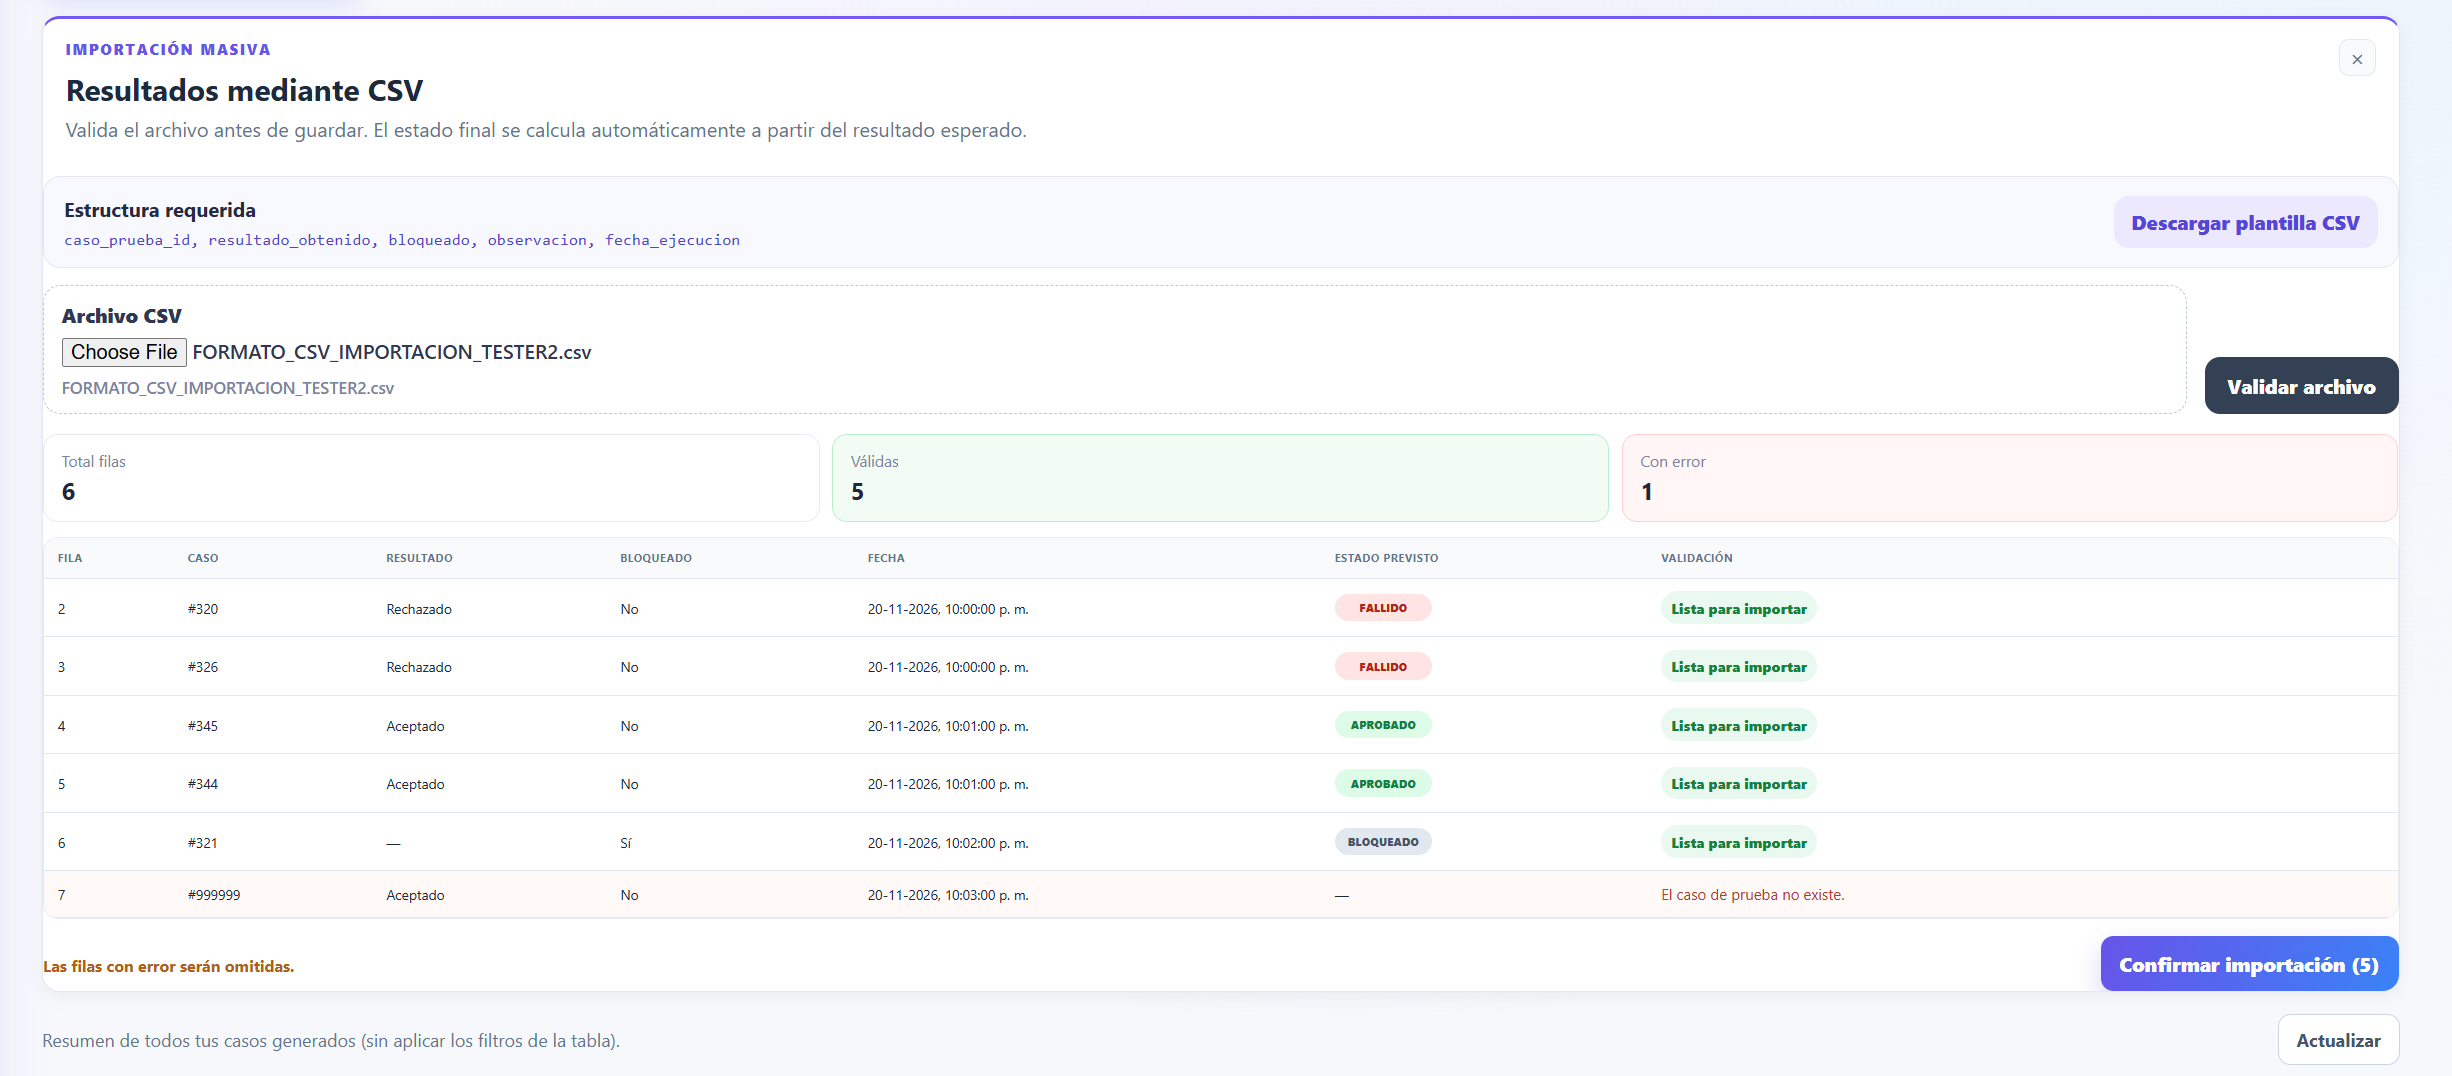 IMPORTACIÓN MASIVA
×
Resultados mediante CSV
Valida el archivo antes de guardar. El estado final se calcula automáticamente a partir del resultado esperado.
Estructura requerida
caso_prueba_id, resultado_obtenido, bloqueado, observacion, fecha_ejecucion
Descargar plantilla CSV
Archivo CSV
Choose File FORMATO_CSV_IMPORTACION_TESTER2.csv
FORMATO_CSV_IMPORTACION_TESTER2.csv
Validar archivo
Total filas
6
Válidas
5
Con error
1
FILA CASO RESULTADO BLOQUEADO FECHA ESTADO PREVISTO VALIDACIÓN
2 #320 Rechazado No 20-11-2026, 10:00:00 p. m. FALLIDO Lista para importar
3 #326 Rechazado No 20-11-2026, 10:00:00 p. m. FALLIDO Lista para importar
4 #345 Aceptado No 20-11-2026, 10:01:00 p. m. APROBADO Lista para importar
5 #344 Aceptado No 20-11-2026, 10:01:00 p. m. APROBADO Lista para importar
6 #321 — Sí 20-11-2026, 10:02:00 p. m. BLOQUEADO Lista para importar
7 #999999 Aceptado No 20-11-2026, 10:03:00 p. m. — El caso de prueba no existe.
Las filas con error serán omitidas.
Confirmar importación (5)
Resumen de todos tus casos generados (sin aplicar los filtros de la tabla).
Actualizar